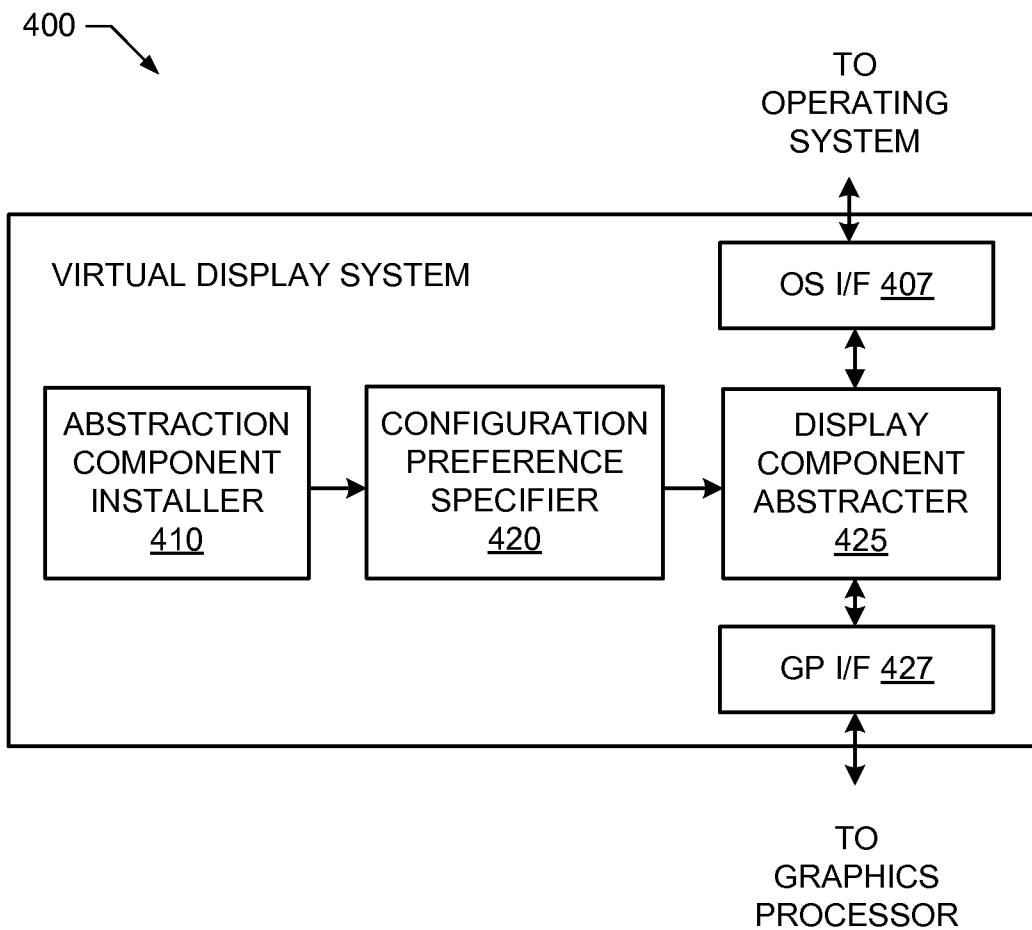 400
TO
OPERATING
SYSTEM
VIRTUAL DISPLAY SYSTEM
OS I/F 407
ABSTRACTION
COMPONENT
INSTALLER
410
CONFIGURATION
PREFERENCE
SPECIFIER
420
DISPLAY
COMPONENT
ABSTRACTER
425
GP I/F 427
TO
GRAPHICS
PROCESSOR